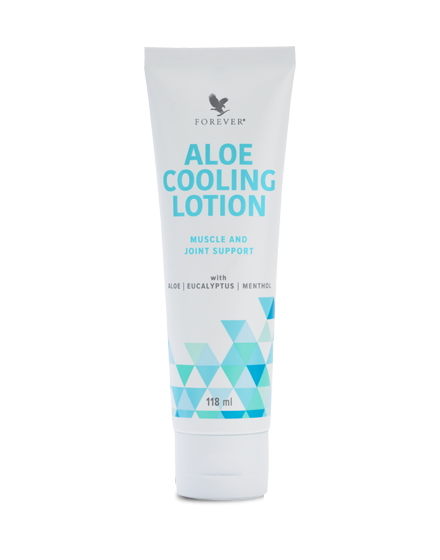 FOREVER®
ALOE
COOLING
LOTION
MUSCLE AND
JOINT SUPPORT
with
ALOE | EUCALYPTUS | MENTHOL
118 ml